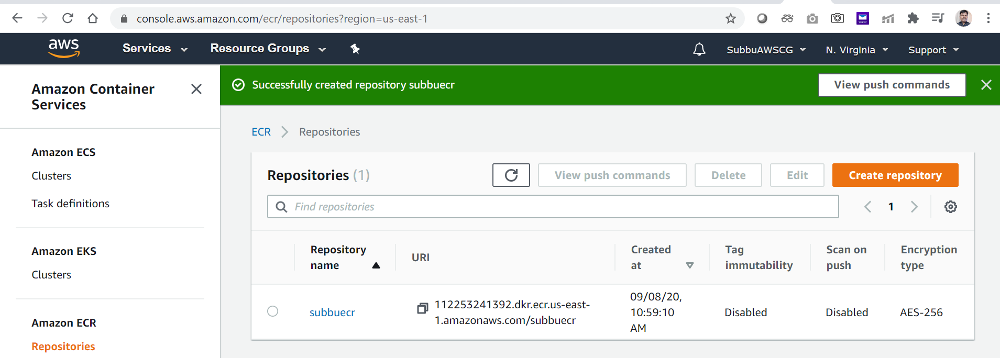 console.aws.amazon.com/ecr/repositories?region=us-east-1
aws
Services
Resource Groups
SubbuAWSCG
N. Virginia
Support
Amazon Container
Services
Amazon ECS
Clusters
Task definitions
Amazon EKS
Clusters
Amazon ECR
Repositories
Successfully created repository subbuecr
View push commands
ECR
Repositories
Repositories (1)
View push commands
Delete
Edit
Create repository
Find repositories
1
Repository
name
URI
Created
at
Tag
immutability
Scan on
push
Encryption
type
subbuecr
112253241392.dkr.ecr.us-east-
1.amazonaws.com/subbuecr
09/08/20,
10:59:10
AM
Disabled
Disabled
AES-256